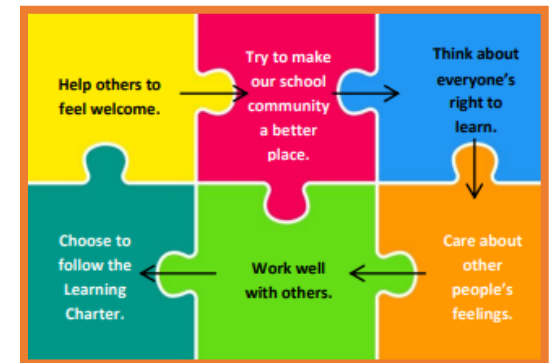 Help others to
feel welcome.
Try to make
our school
community
a better
place.
Think about
everyone's
right to
learn.
Care about
other
people's
feelings.
Work well
with others.
Choose to
follow the
Learning
Charter.